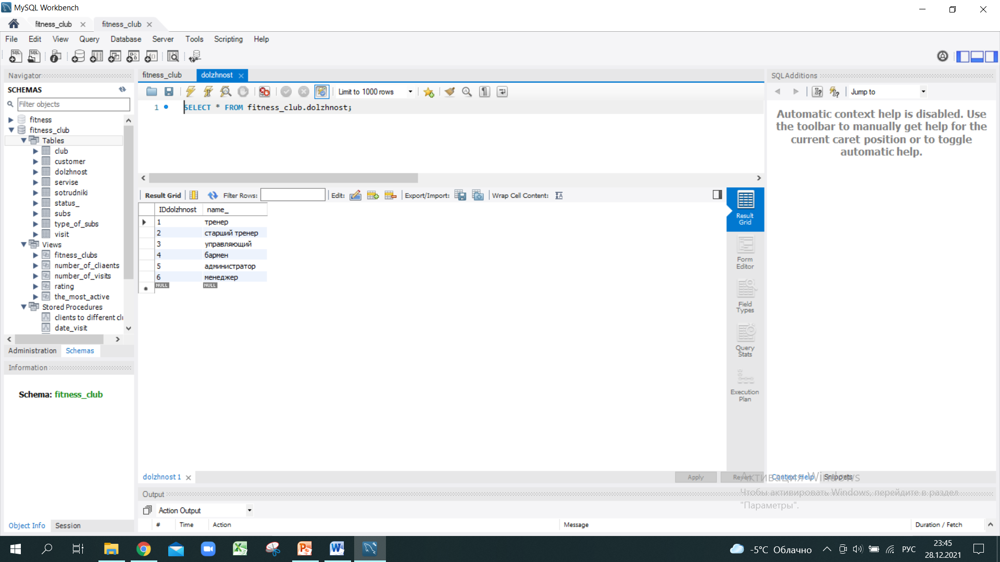 MySQL Workbench
fitness_club
fitness_club
File Edit View Query Database Server Tools Scripting Help
Navigator
SCHEMAS
Filter objects
fitness
fitness_club
Tables
club
customer
dolzhnost
servise
sotrudniki
status_
subs
type_of_subs
visit
Views
fitness_clubs
number_of_cliaents
number_of_visits
rating
the_most_active
Stored Procedures
clients to different clu
date_visit
Administration Schemas
Information
Schema: fitness_club
Object Info Session
fitness_club dolzhnost
Limit to 1000 rows
1 SELECT * FROM fitness_club.dolzhnost;
Result Grid Filter Rows: Edit: Export/Import: Wrap Cell Content:
IDdolzhnost name_
1 тренер
2 старший тренер
3 управляющий
4 бармен
5 администратор
6 менеджер
NULL NULL
Result Grid
Form Editor
Field Types
Query Stats
Execution Plan
dolzhnost 1
Apply Revert
Output
Action Output
# Time Action Message Duration / Fetch
SQLAdditions
Jump to
Automatic context help is disabled. Use
the toolbar to manually get help for the
current caret position or to toggle
automatic help.
Context Help Snippets
Активация Windows
Чтобы активировать Windows, перейдите в раздел
"Параметры".
-5°C Облачно
РУС
23:45
28.12.2021